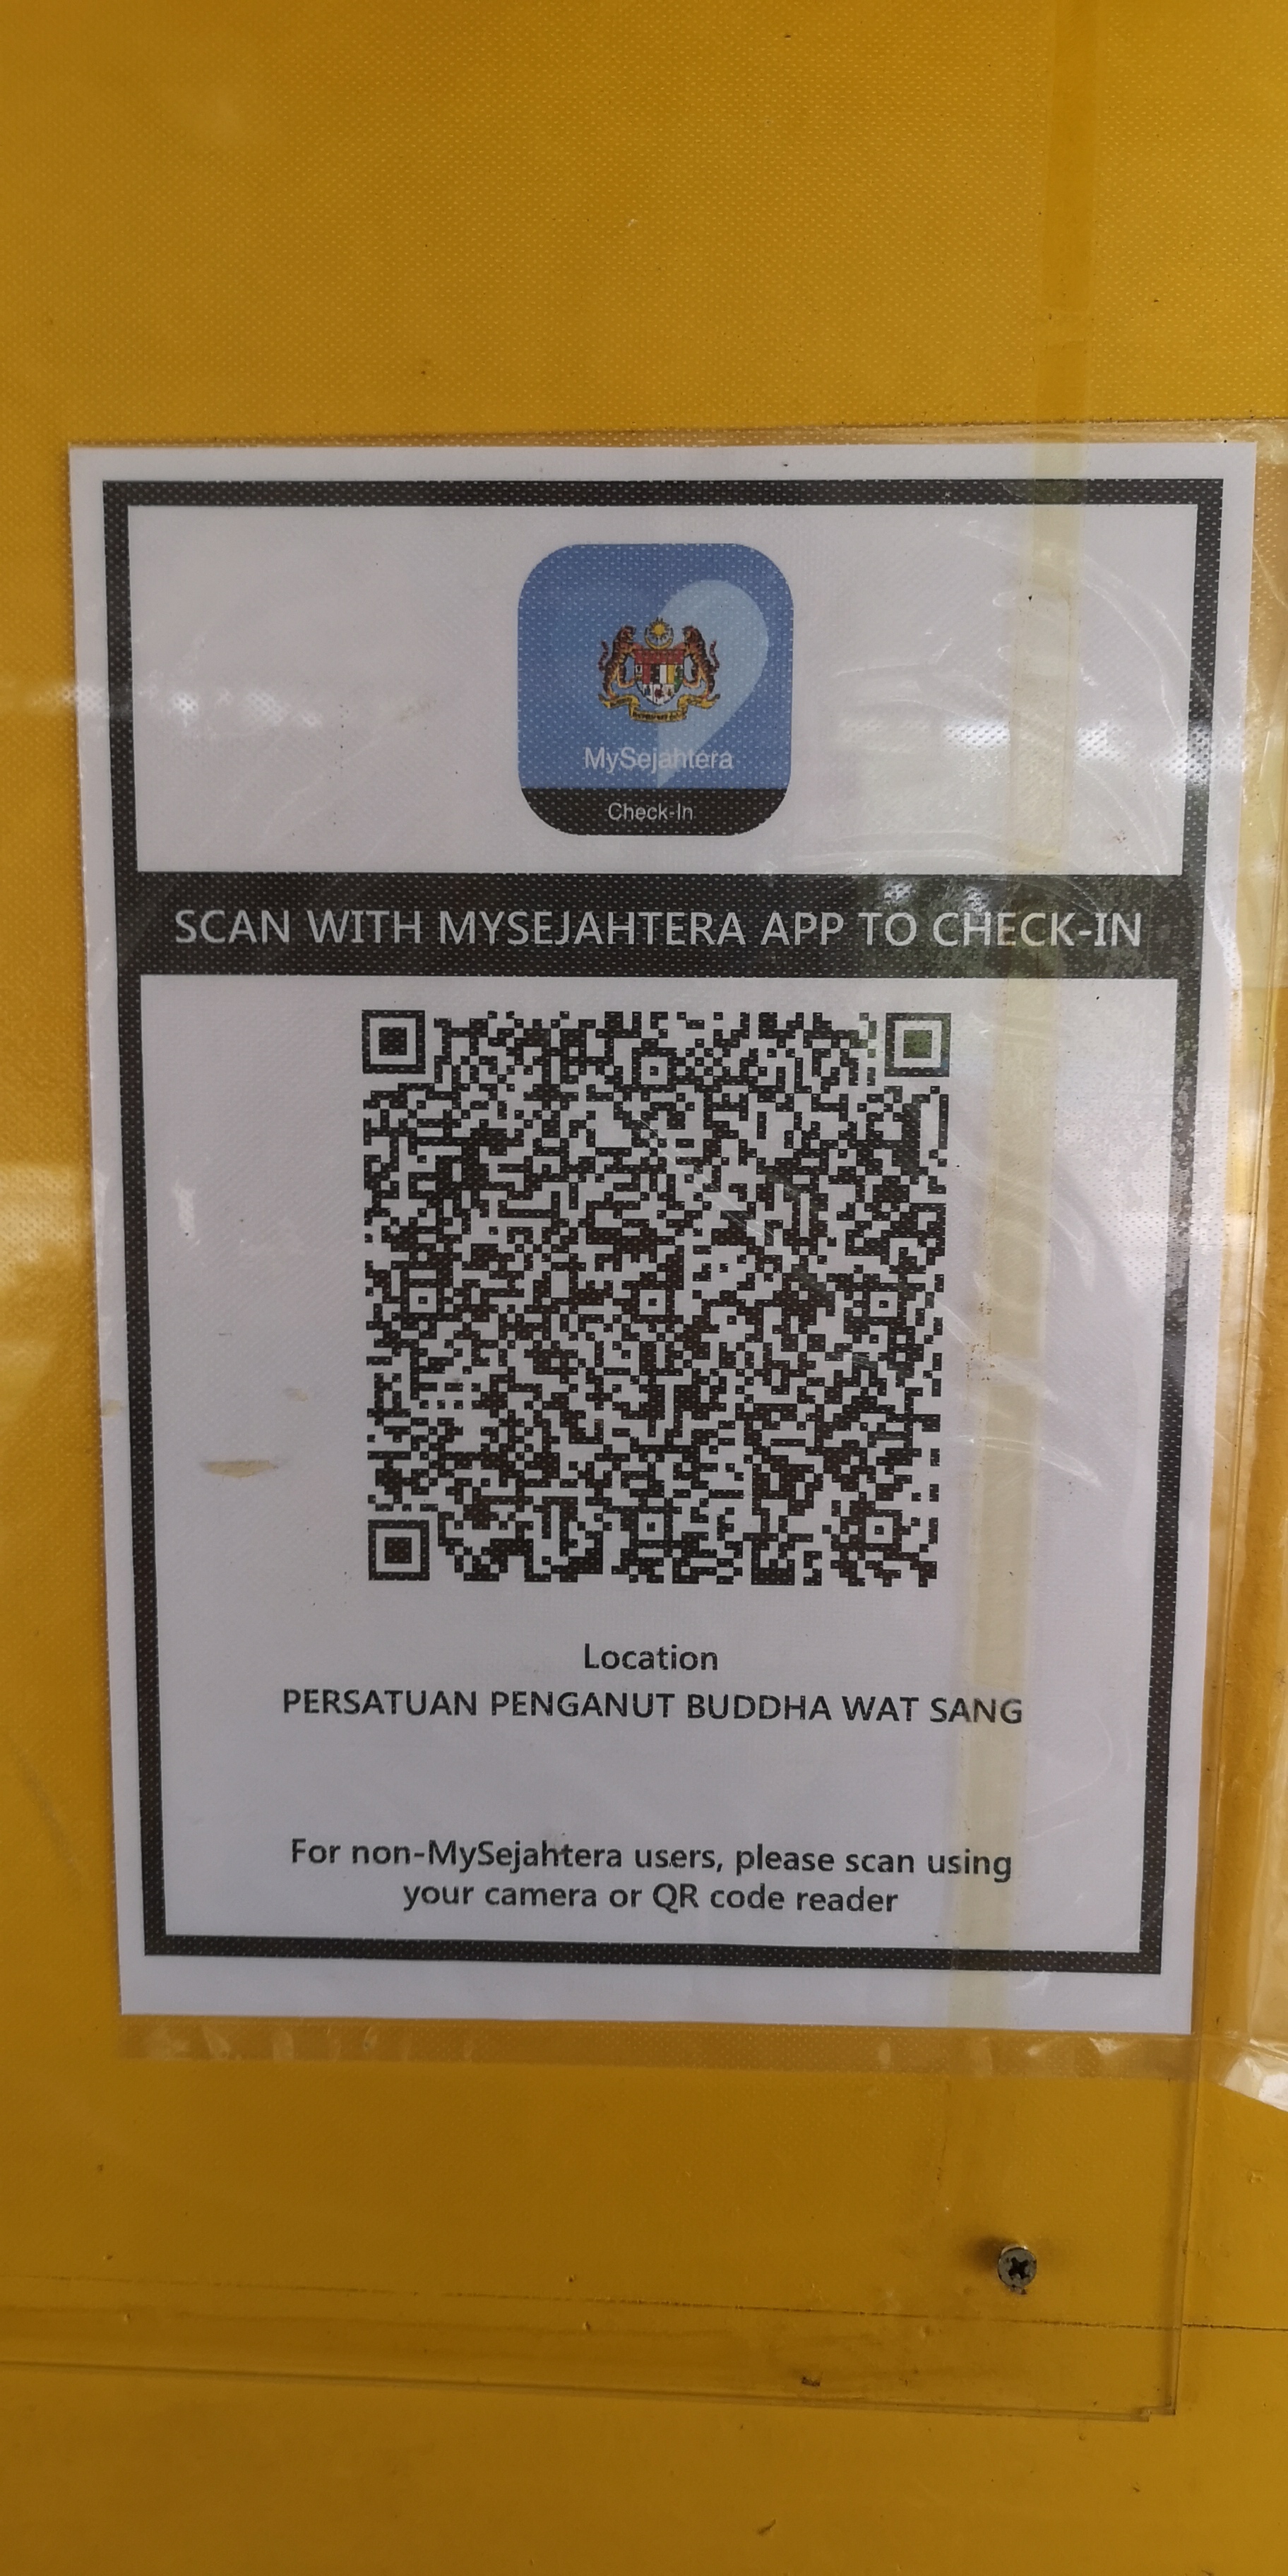 MySejahtera
Check-In
SCAN WITH MYSEJAHTERA APP TO CHECK-IN
Location
PERSATUAN PENGANUT BUDDHA WAT SANG
For non-MySejahtera users, please scan using
your camera or QR code reader